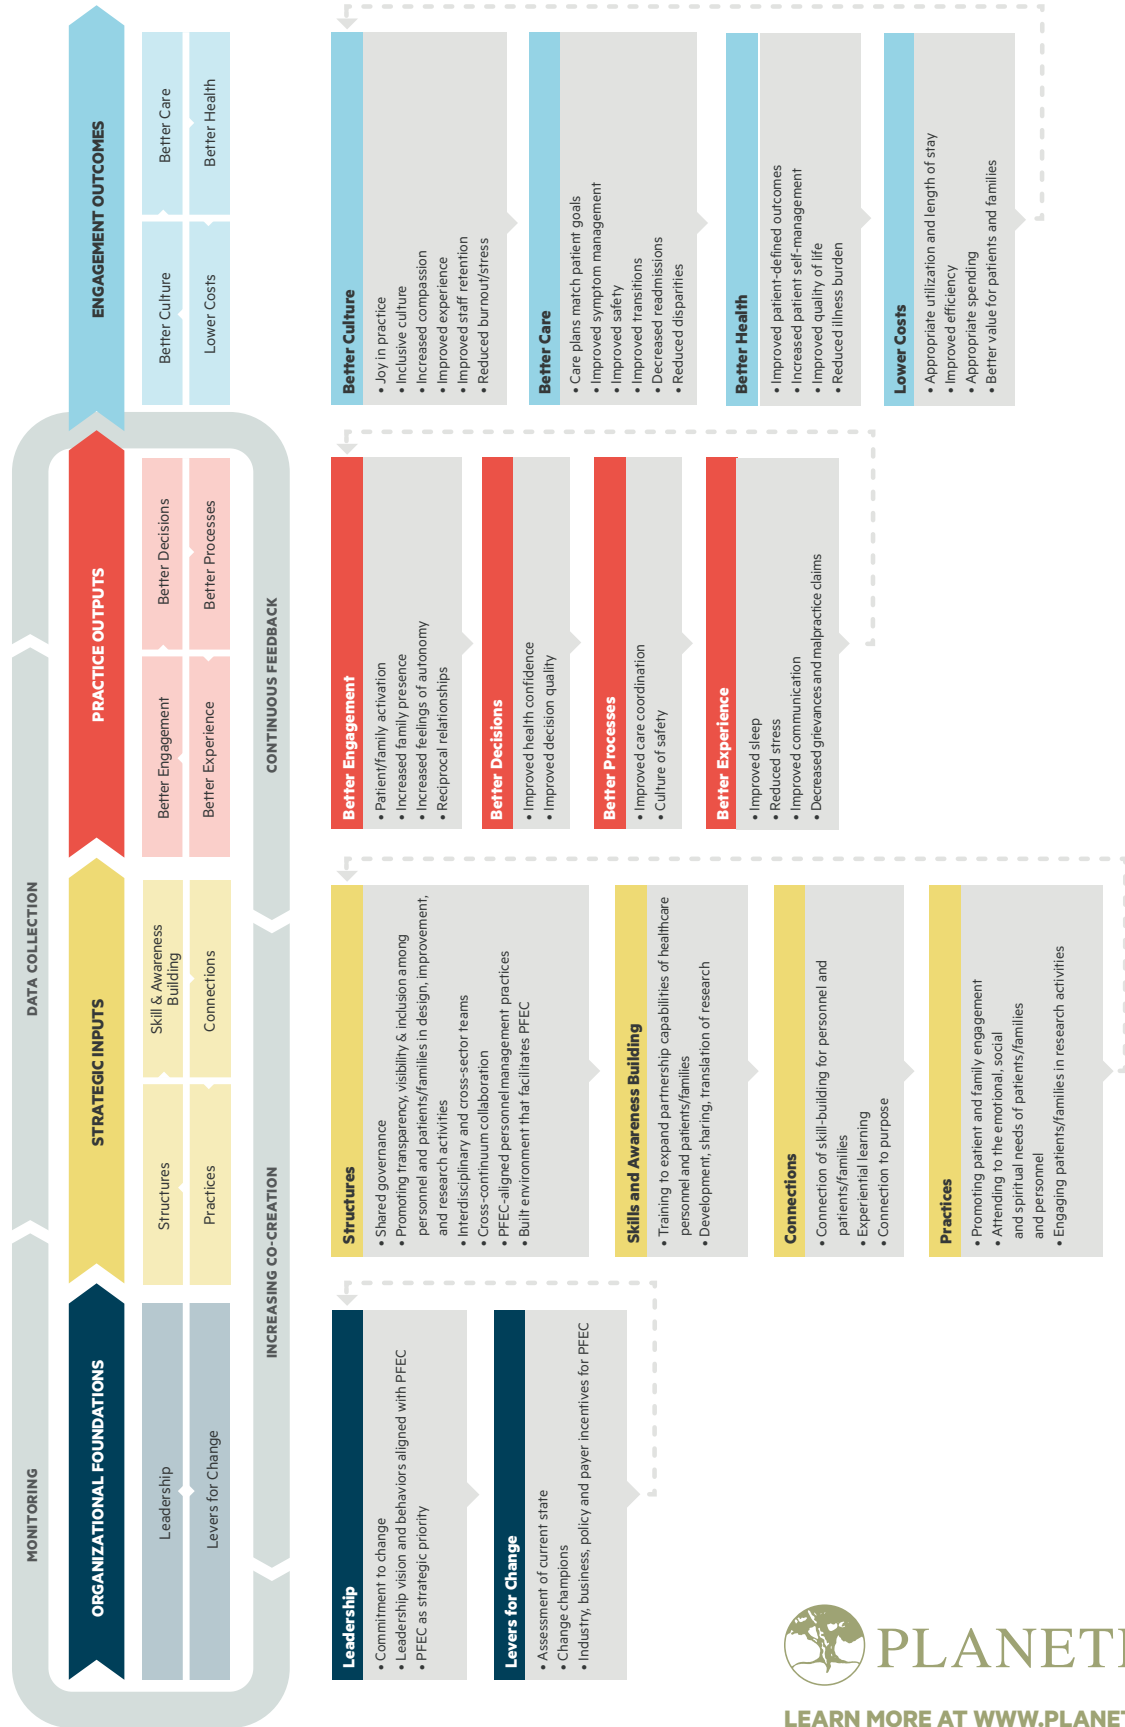 MONITORING
DATA COLLECTION
ORGANIZATIONAL FOUNDATIONS
STRATEGIC INPUTS
PRACTICE OUTPUTS
ENGAGEMENT OUTCOMES
Leadership
Levers for Change
Structures
Skill & Awareness
Building
Practices
Connections
Better Engagement
Better Decisions
Better Experience
Better Processes
Better Culture
Better Care
Lower Costs
Better Health
INCREASING CO-CREATION
CONTINUOUS FEEDBACK
Leadership
• Commitment to change
• Leadership vision and behaviors aligned with PFEC
• PFEC as strategic priority
Levers for Change
• Assessment of current state
• Change champions
• Industry, business, policy and payer incentives for PFEC
Structures
• Shared governance
• Promoting transparency, visibility & inclusion among
personnel and patients/families in design, improvement,
and research activities
• Interdisciplinary and cross-sector teams
• Cross-continuum collaboration
• PFEC-aligned personnel management practices
• Built environment that facilitates PFEC
Skills and Awareness Building
• Training to expand partnership capabilities of healthcare
personnel and patients/families
• Development, sharing, translation of research
Connections
• Connection of skill-building for personnel and
patients/families
• Experiential learning
• Connection to purpose
Practices
• Promoting patient and family engagement
• Attending to the emotional, social
and spiritual needs of patients/families
and personnel
• Engaging patients/families in research activities
Better Engagement
• Patient/family activation
• Increased family presence
• Increased feelings of autonomy
• Reciprocal relationships
Better Decisions
• Improved health confidence
• Improved decision quality
Better Processes
• Improved care coordination
• Culture of safety
Better Experience
• Improved sleep
• Reduced stress
• Improved communication
• Decreased grievances and malpractice claims
Better Culture
• Joy in practice
• Inclusive culture
• Increased compassion
• Improved experience
• Improved staff retention
• Reduced burnout/stress
Better Care
• Care plans match patient goals
• Improved symptom management
• Improved safety
• Improved transitions
• Decreased readmissions
• Reduced disparities
Better Health
• Improved patient-defined outcomes
• Increased patient self-management
• Improved quality of life
• Reduced illness burden
Lower Costs
• Appropriate utilization and length of stay
• Improved efficiency
• Appropriate spending
• Better value for patients and families
PLANET
LEARN MORE AT WWW.PLANET